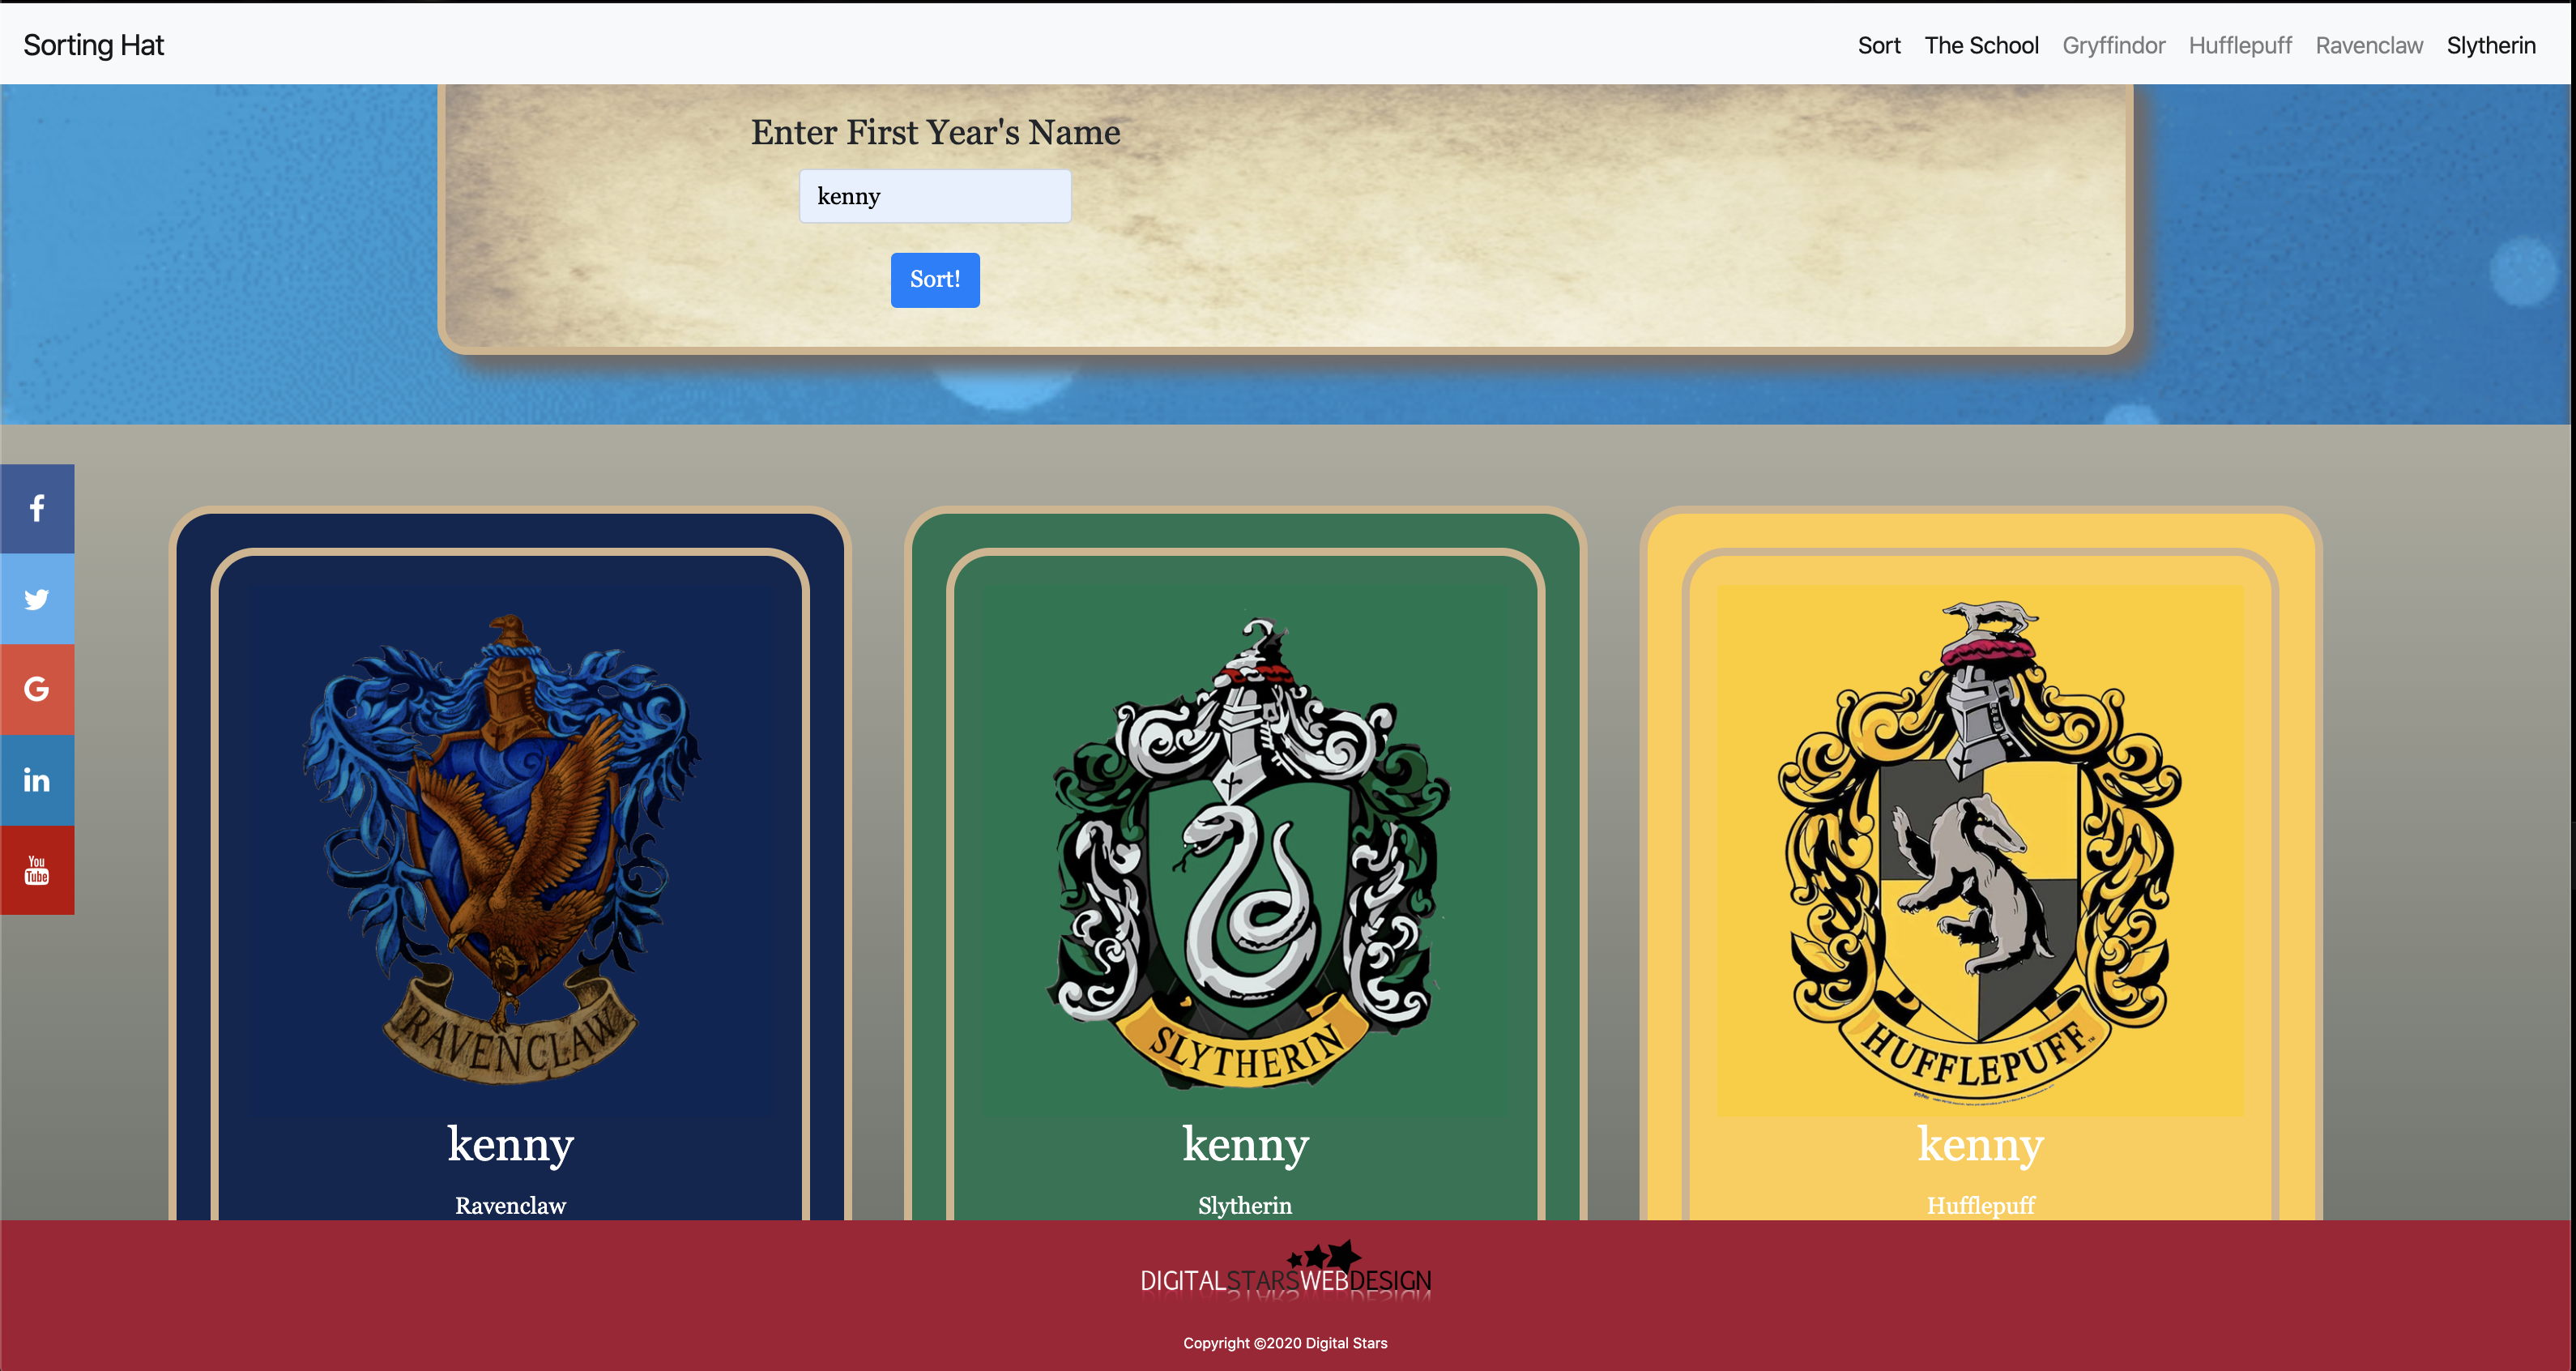 Sorting Hat
Sort The School Gryffindor Hufflepuff Ravenclaw Slytherin
Enter First Year's Name
kenny
Sort!
You
Tube
RAVENCLAW
SLYTHERIN
HUFFLEPUFF
kenny
kenny
kenny
Ravenclaw
Slytherin
Hufflepuff
DIGITALSTARSWEBDESIGN
Copyright ©2020 Digital Stars